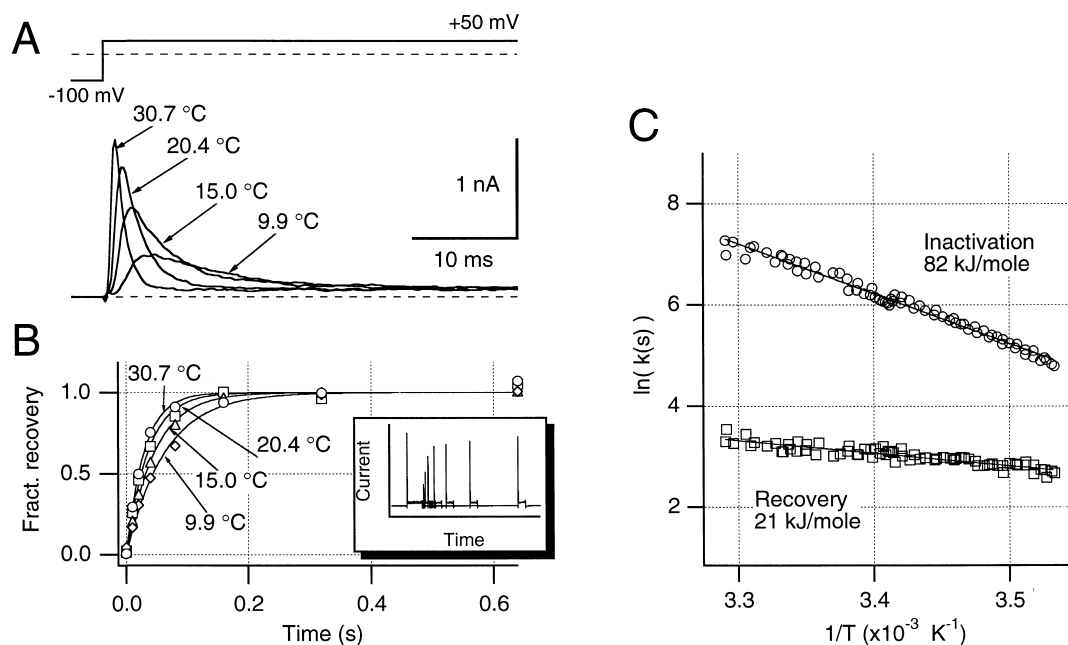 A
+50 mV
-100 mV
30.7 °C
20.4 °C
15.0 °C
9.9 °C
1 nA
10 ms
B
Fract. recovery
1.0
0.5
0.0
30.7 °C
20.4 °C
15.0 °C
9.9 °C
Current
Time
0.0 0.2 0.4 0.6
Time (s)
C
ln( k(s) )
8
6
4
2
Inactivation
82 kJ/mole
Recovery
21 kJ/mole
3.3 3.4 3.5
1/T (x10⁻³ K⁻¹)